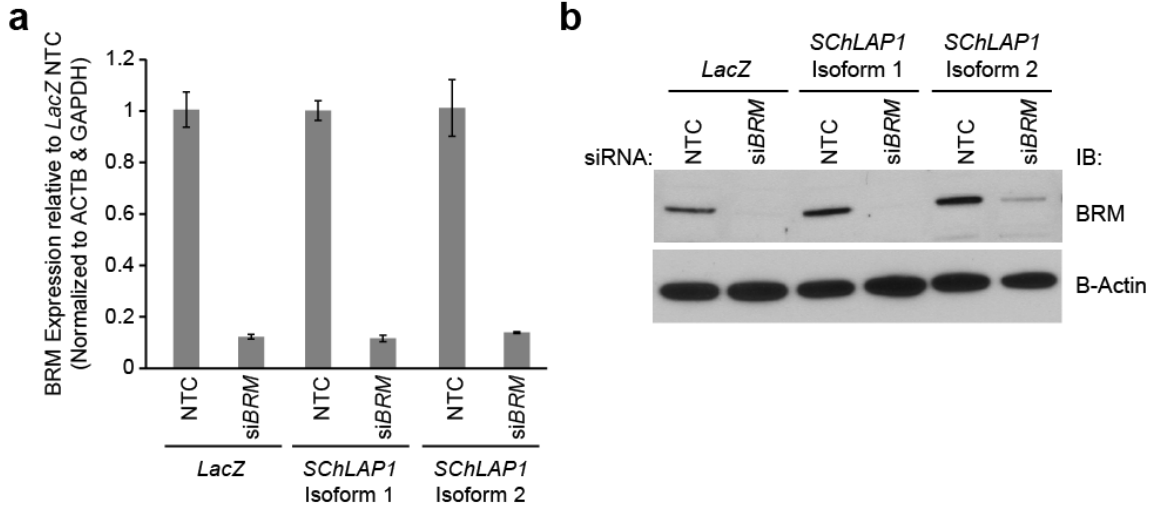 a
BRM Expression relative to LacZ NTC
(Normalized to ACTB & GAPDH)
1.2
1
0.8
0.6
0.4
0.2
0
NTC
siBRM
NTC
siBRM
NTC
siBRM
LacZ
SChLAP1
Isoform 1
SChLAP1
Isoform 2
b
LacZ
SChLAP1
Isoform 1
SChLAP1
Isoform 2
siRNA:
NTC
siBRM
NTC
siBRM
NTC
siBRM
IB:
BRM
B-Actin